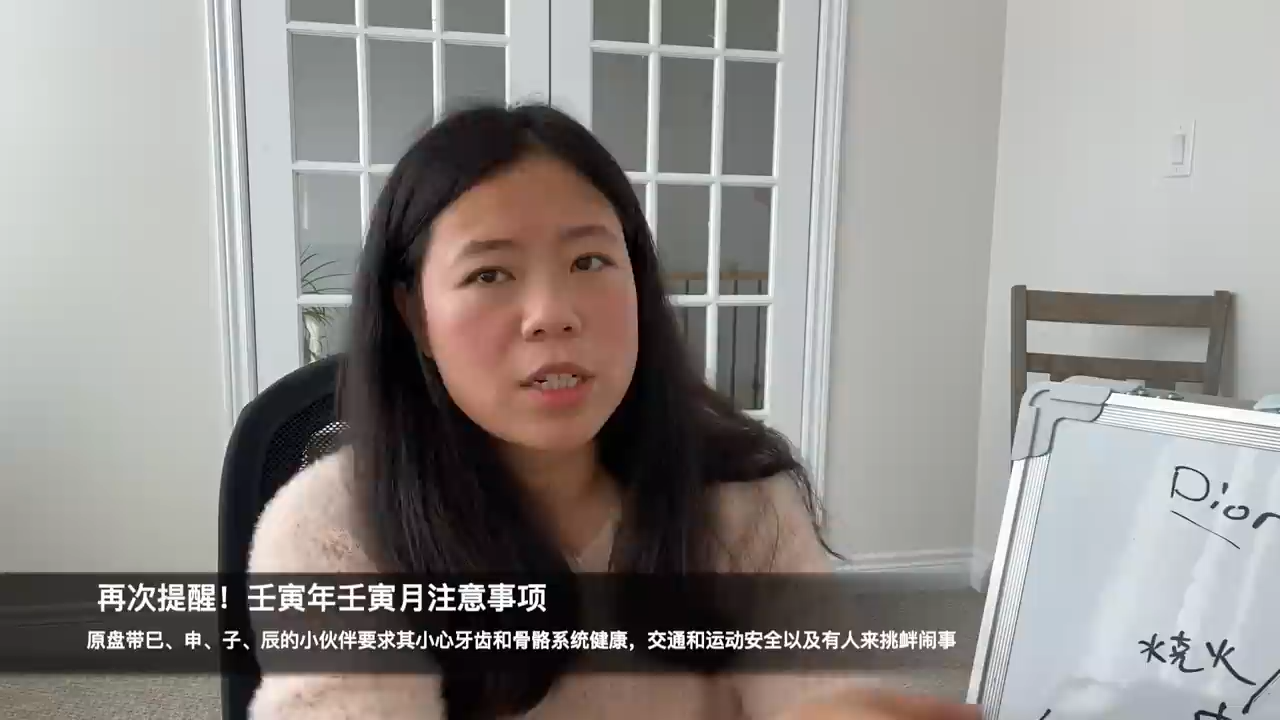 再次提醒！壬寅年壬寅月注意事项
原盘带巳、申、子、辰的小伙伴要求其小心牙齿和骨骼系统健康，交通和运动安全以及有人来挑衅闹事
Dior
烧火